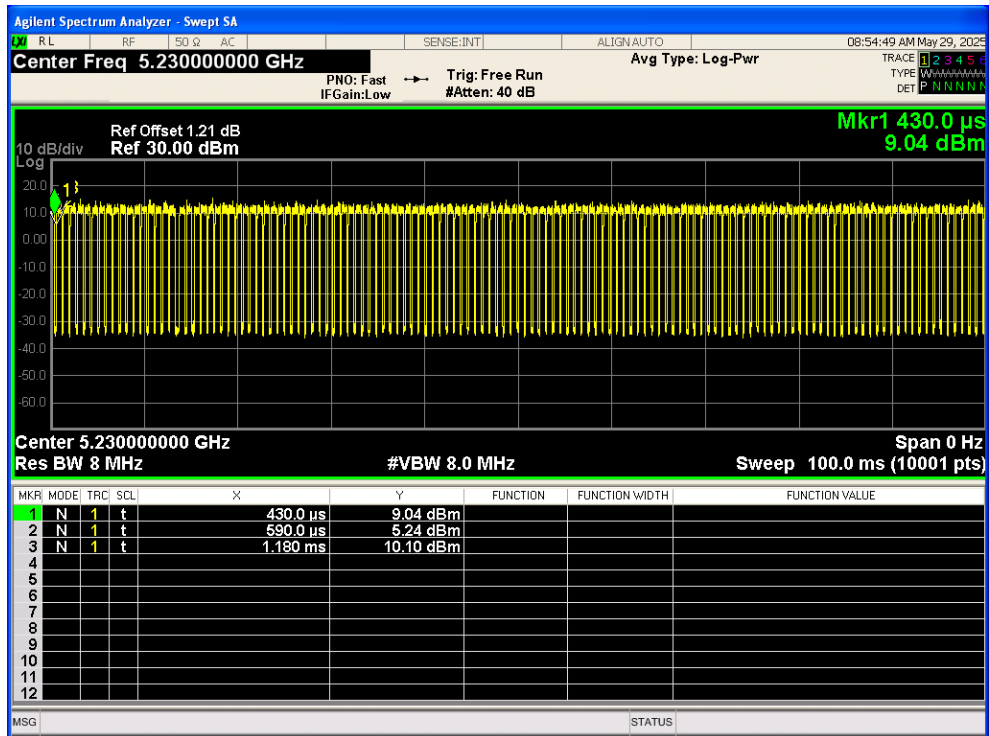 Agilent Spectrum Analyzer - Swept SA
LXI RL RF 50 Ω AC SENSE:INT ALIGNAUTO 08:54:49 AM May 29, 2025
Center Freq 5.230000000 GHz Avg Type: Log-Pwr TRACE 1 2 3 4 5 6
PNO: Fast Trig: Free Run TYPE
IFGain:Low #Atten: 40 dB DET P N N N N N
Mkr1 430.0 µs
Ref Offset 1.21 dB
10 dB/div Ref 30.00 dBm 9.04 dBm
Log
20.0
1
3
10.0
0.00
-10.0
-20.0
-30.0
-40.0
-50.0
-60.0
Center 5.230000000 GHz Span 0 Hz
Res BW 8 MHz #VBW 8.0 MHz Sweep 100.0 ms (10001 pts)
MKR MODE TRC SCL X Y FUNCTION FUNCTION WIDTH FUNCTION VALUE
1 N 1 t 430.0 µs 9.04 dBm
2 N 1 t 590.0 µs 5.24 dBm
3 N 1 t 1.180 ms 10.10 dBm
4
5
6
7
8
9
10
11
12
MSG STATUS